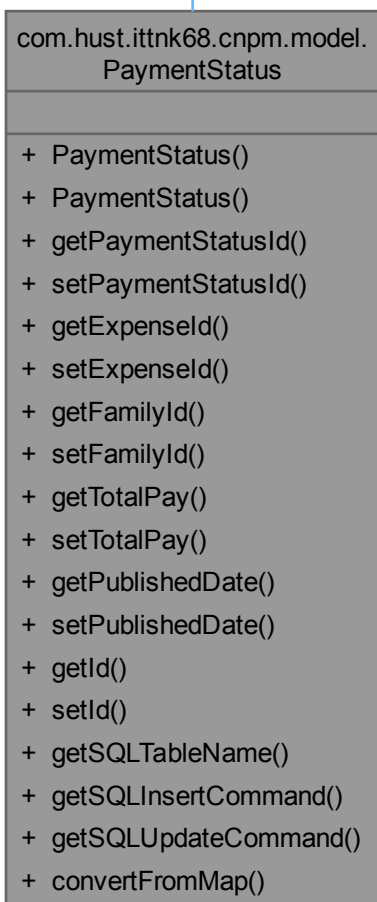 com.hust.ittnk68.cnpm.model.
PaymentStatus
+ PaymentStatus()
+ PaymentStatus()
+ getPaymentStatusId()
+ setPaymentStatusId()
+ getExpenseId()
+ setExpenseId()
+ getFamilyId()
+ setFamilyId()
+ getTotalPay()
+ setTotalPay()
+ getPublishedDate()
+ setPublishedDate()
+ getId()
+ setId()
+ getSQLTableName()
+ getSQLInsertCommand()
+ getSQLUpdateCommand()
+ convertFromMap()